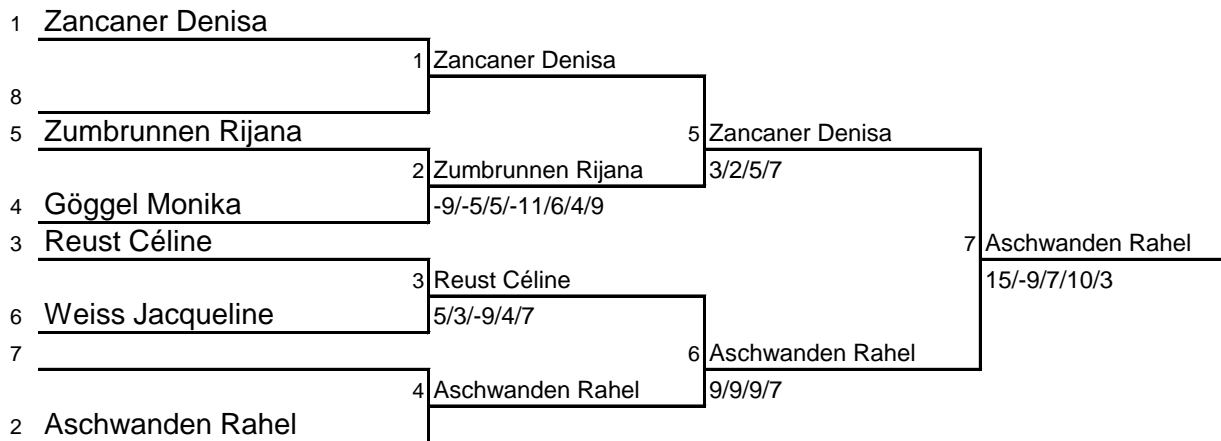 1 Zancaner Denisa
1 Zancaner Denisa
8
5 Zumbrunnen Rijana
5 Zancaner Denisa
2 Zumbrunnen Rijana
3/2/5/7
4 Göggel Monika
-9/-5/5/-11/6/4/9
3 Reust Céline
7 Aschwanden Rahel
3 Reust Céline
15/-9/7/10/3
6 Weiss Jacqueline
5/3/-9/4/7
7
6 Aschwanden Rahel
4 Aschwanden Rahel
9/9/9/7
2 Aschwanden Rahel